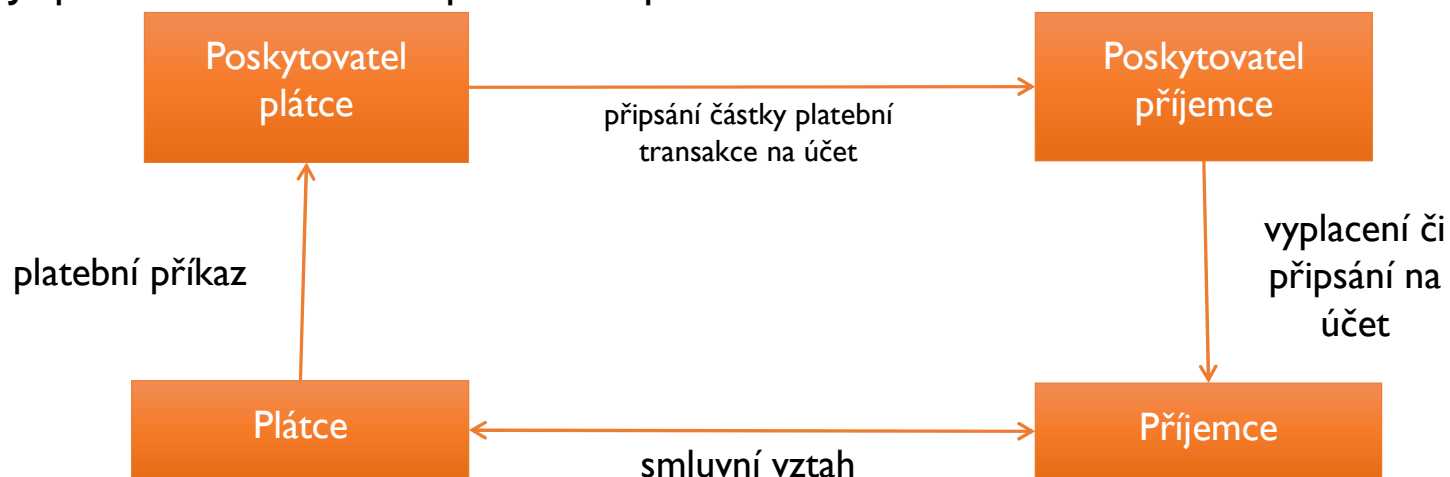 Poskytovatel
plátce
Poskytovatel
příjemce
připsání částky platební
transakce na účet
platební příkaz
vyplacení či
připsání na
účet
Plátce
Příjemce
smluvní vztah